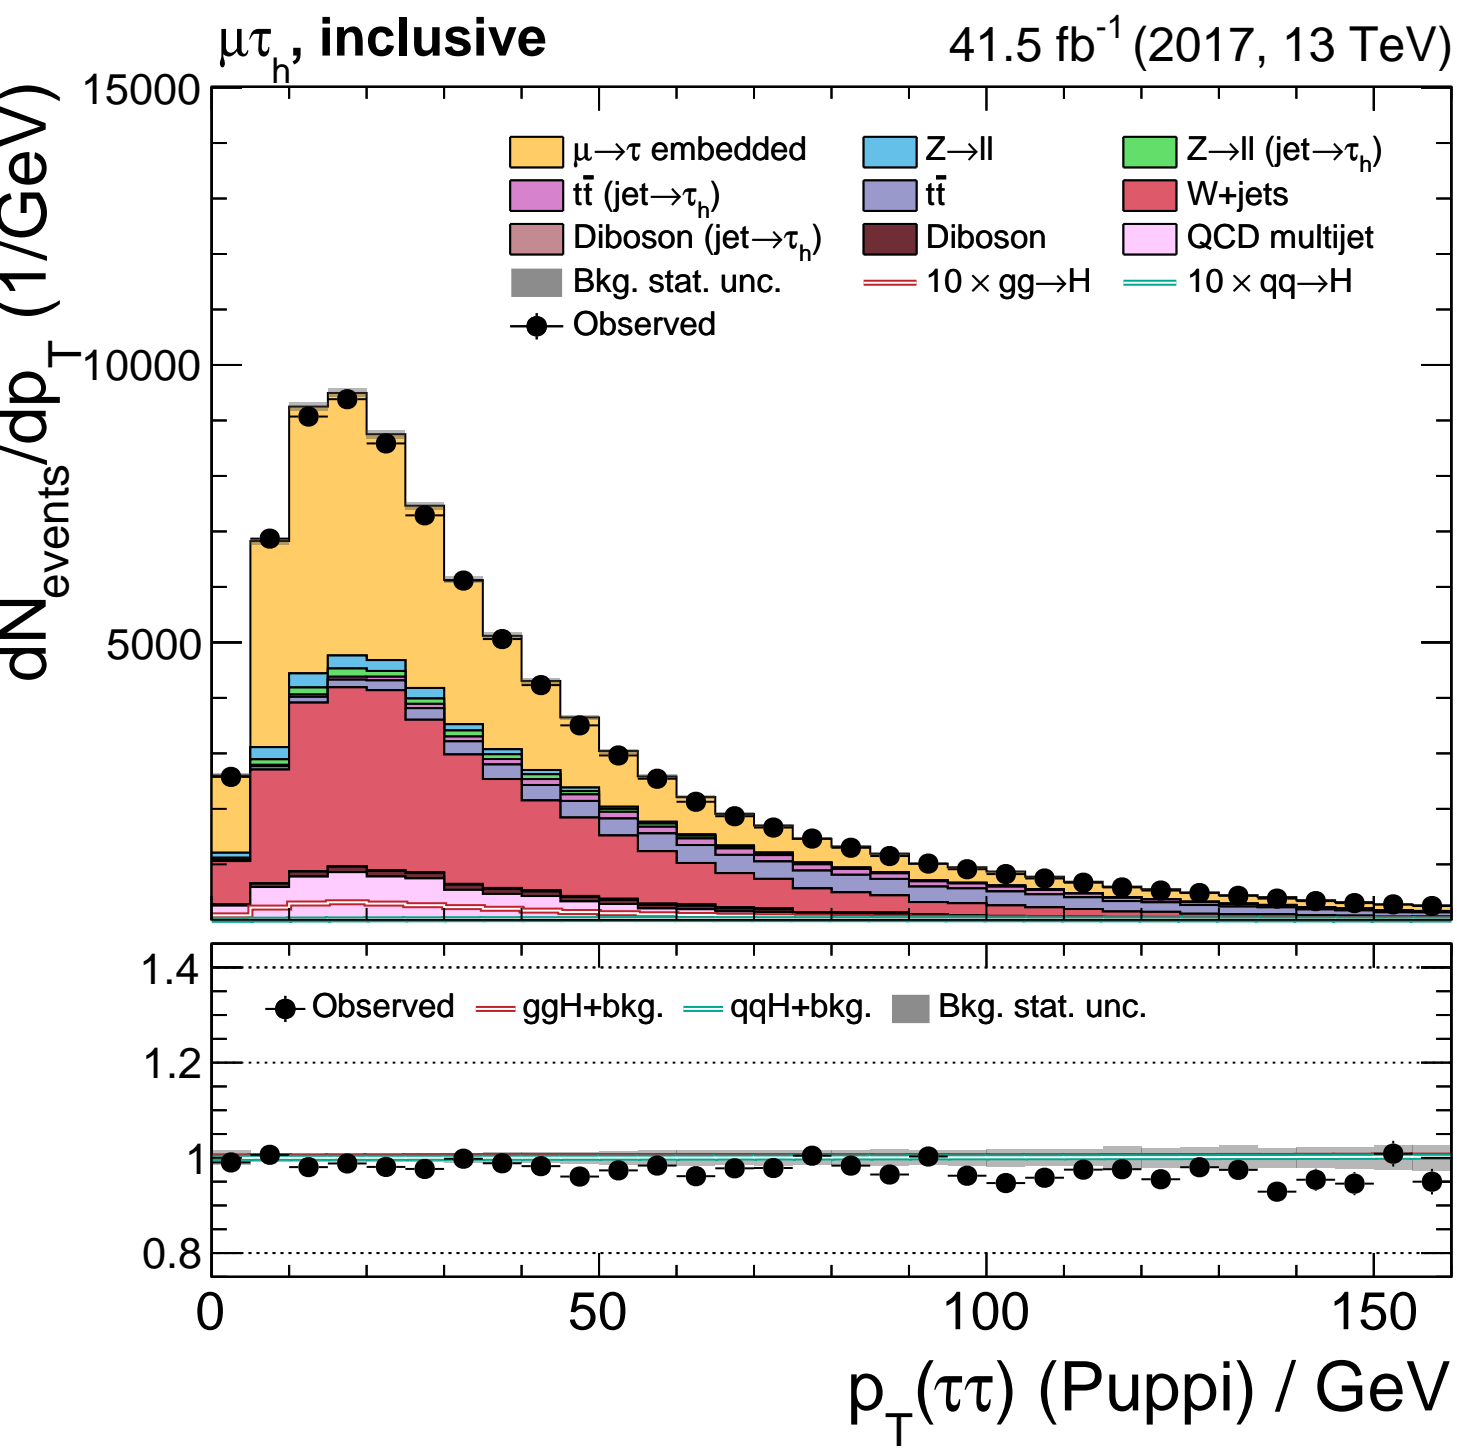 μτh, inclusive
41.5 fb-1 (2017, 13 TeV)
dNevents/dpT (1/GeV)
15000
10000
5000
μ→τ embedded
Z→ll
Z→ll (jet→τh)
tt̄ (jet→τh)
tt̄
W+jets
Diboson (jet→τh)
Diboson
QCD multijet
Bkg. stat. unc.
10 × gg→H
10 × qq→H
Observed
1.4
1.2
1
0.8
Observed
ggH+bkg.
qqH+bkg.
Bkg. stat. unc.
0
50
100
150
pT(ττ) (Puppi) / GeV